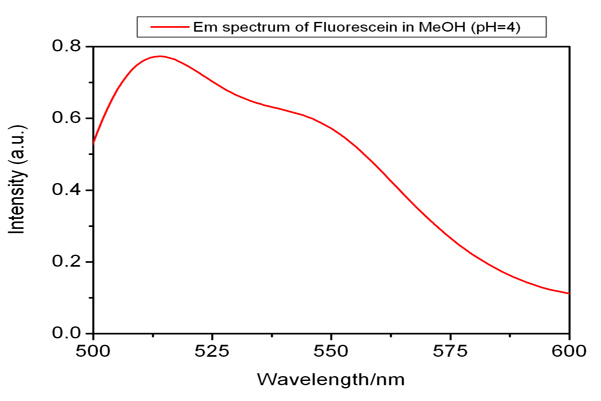 Em spectrum of Fluorescein in MeOH (pH=4)
0.8
0.6
0.4
0.2
0.0
Intensity (a.u.)
500 525 550 575 600
Wavelength/nm